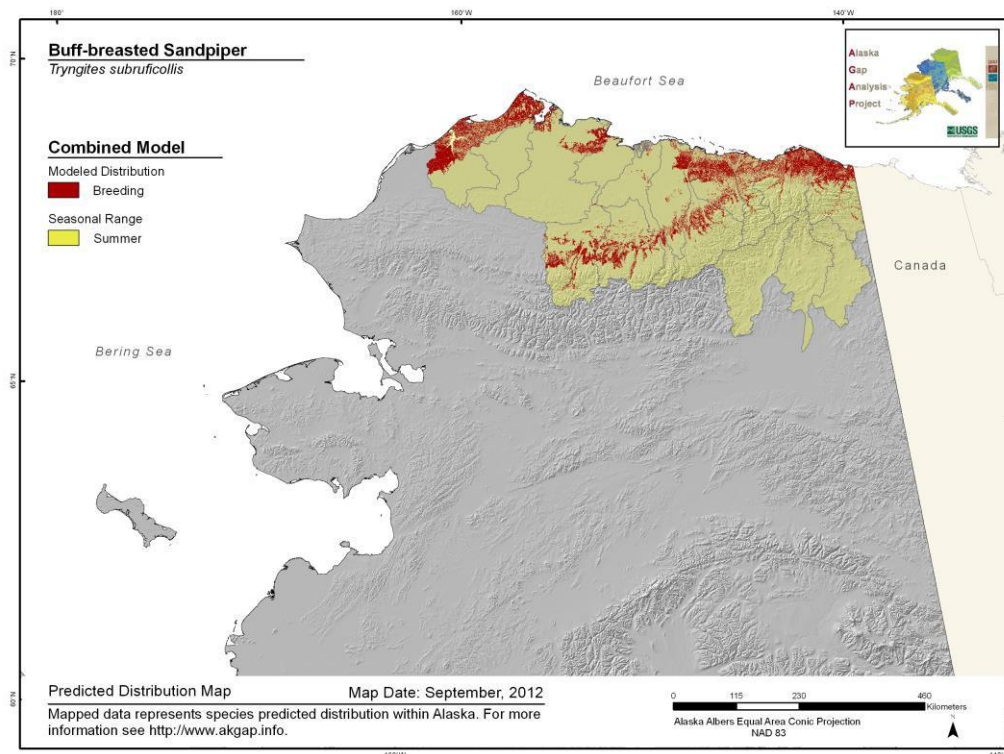 180°
160°
140°
70°N
65°N
60°N
Buff-breasted Sandpiper
Tryngites subruficollis
Combined Model
Modeled Distribution
Breeding
Seasonal Range
Summer
Beaufort Sea
Alaska
Gap
Analysis
Project
USGS
Canada
Bering Sea
Predicted Distribution Map
Map Date: September, 2012
Mapped data represents species predicted distribution within Alaska. For more
information see http://www.akgap.info.
0 115 230 460
Kilometers
Alaska Albers Equal Area Conic Projection
NAD 83
N